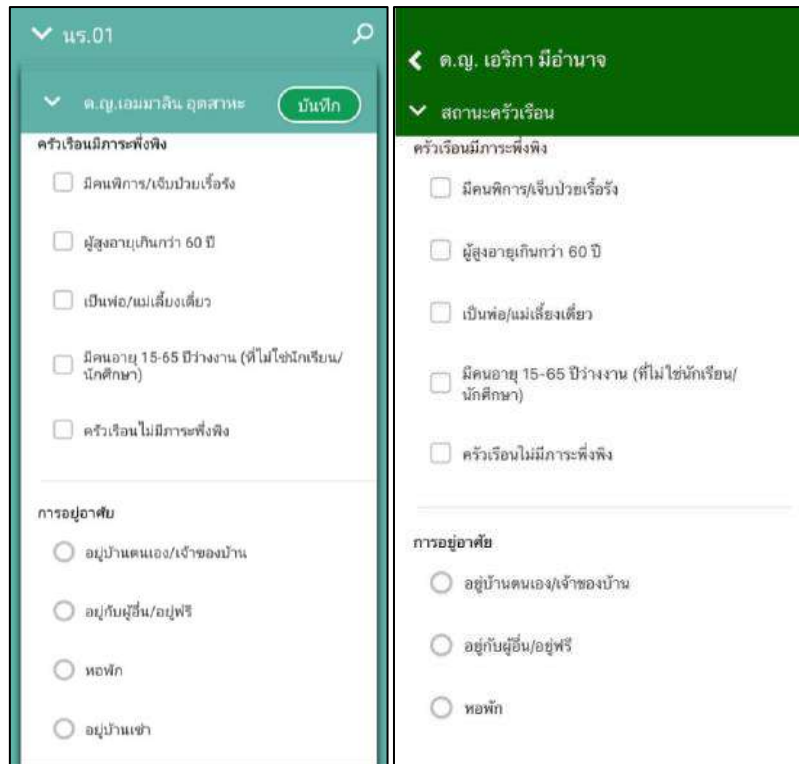 นร.01
ด.ญ.เอมมาลิน อุตสาหะ
บันทึก
ครัวเรือนมีภาระพึ่งพิง
มีคนพิการ/เจ็บป่วยเรื้อรัง
ผู้สูงอายุเกินกว่า 60 ปี
เป็นพ่อ/แม่เลี้ยงเดี่ยว
มีคนอายุ 15-65 ปีว่างงาน (ที่ไม่ใช่นักเรียน/
นักศึกษา)
ครัวเรือนไม่มีภาระพึ่งพิง
การอยู่อาศัย
อยู่บ้านตนเอง/เจ้าของบ้าน
อยู่กับผู้อื่น/อยู่ฟรี
หอพัก
อยู่บ้านเช่า
ด.ญ. เอริกา มีอำนาจ
สถานะครัวเรือน
ครัวเรือนมีภาระพึ่งพิง
มีคนพิการ/เจ็บป่วยเรื้อรัง
ผู้สูงอายุเกินกว่า 60 ปี
เป็นพ่อ/แม่เลี้ยงเดี่ยว
มีคนอายุ 15-65 ปีว่างงาน (ที่ไม่ใช่นักเรียน/
นักศึกษา)
ครัวเรือนไม่มีภาระพึ่งพิง
การอยู่อาศัย
อยู่บ้านตนเอง/เจ้าของบ้าน
อยู่กับผู้อื่น/อยู่ฟรี
หอพัก